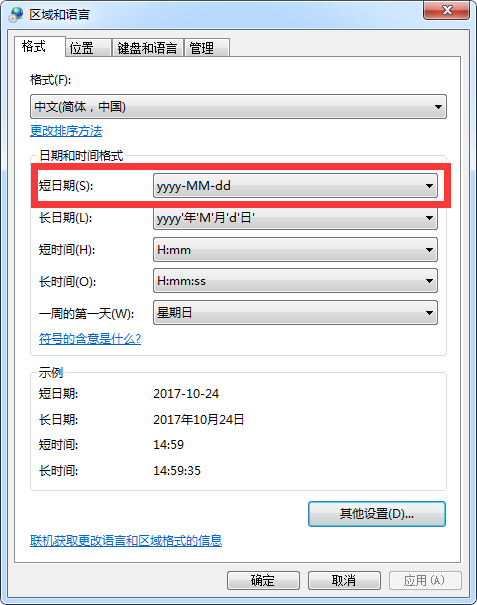 区域和语言
格式 位置 键盘和语言 管理
格式(F):
中文(简体，中国)
更改排序方法
日期和时间格式
短日期(S): yyyy-MM-dd
长日期(L): yyyy'年'M'月'd'日'
短时间(H): H:mm
长时间(O): H:mm:ss
一周的第一天(W): 星期日
符号的含意是什么?
示例
短日期: 2017-10-24
长日期: 2017年10月24日
短时间: 14:59
长时间: 14:59:35
其他设置(D)...
联机获取更改语言和区域格式的信息
确定 取消 应用(A)